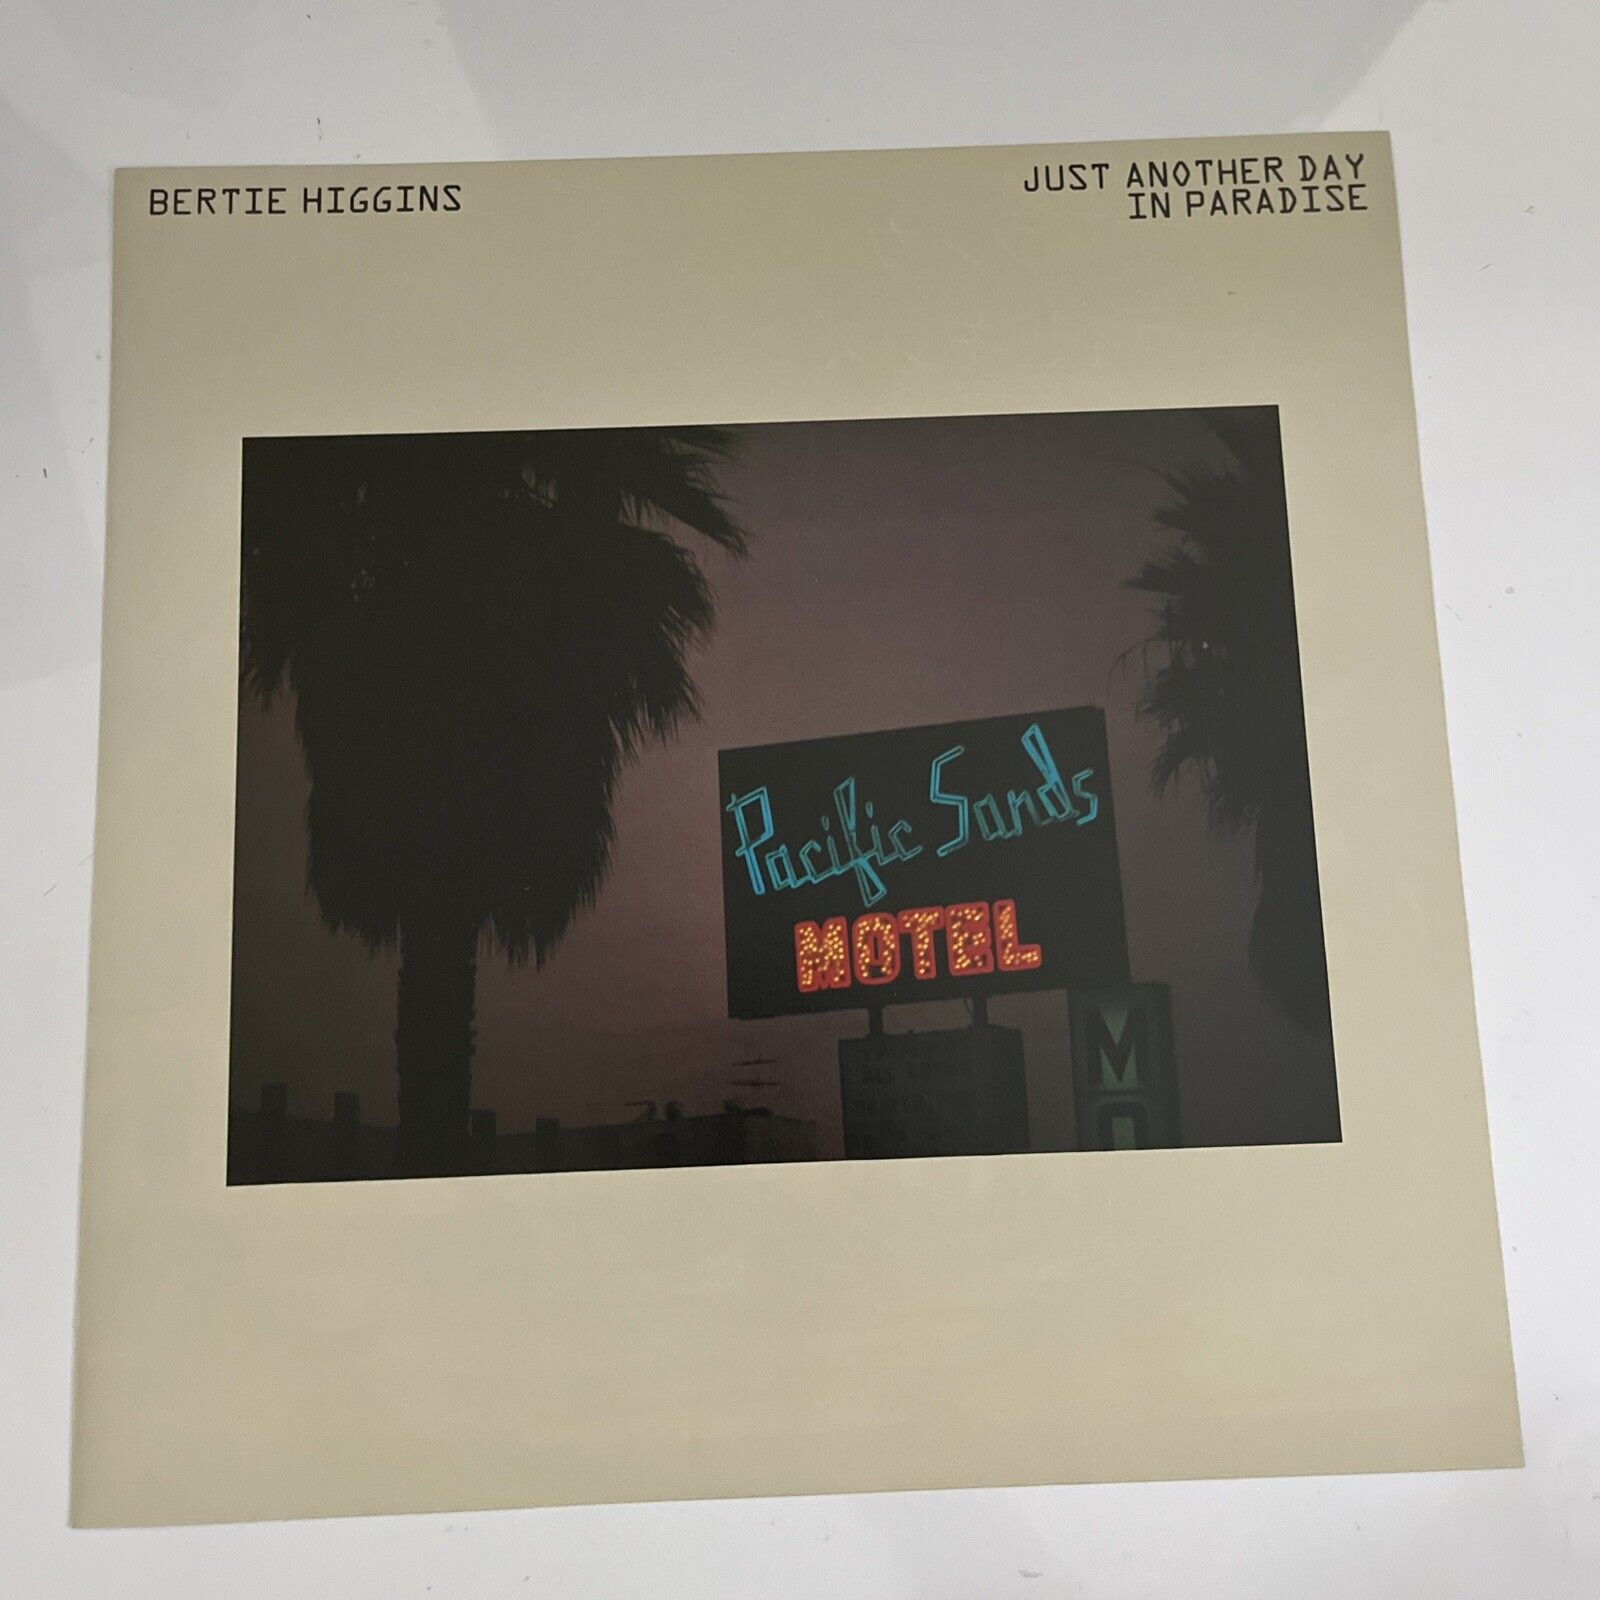 BERTIE HIGGINS
JUST ANOTHER DAY
IN PARADISE
Pacific Sands
MOTEL
M